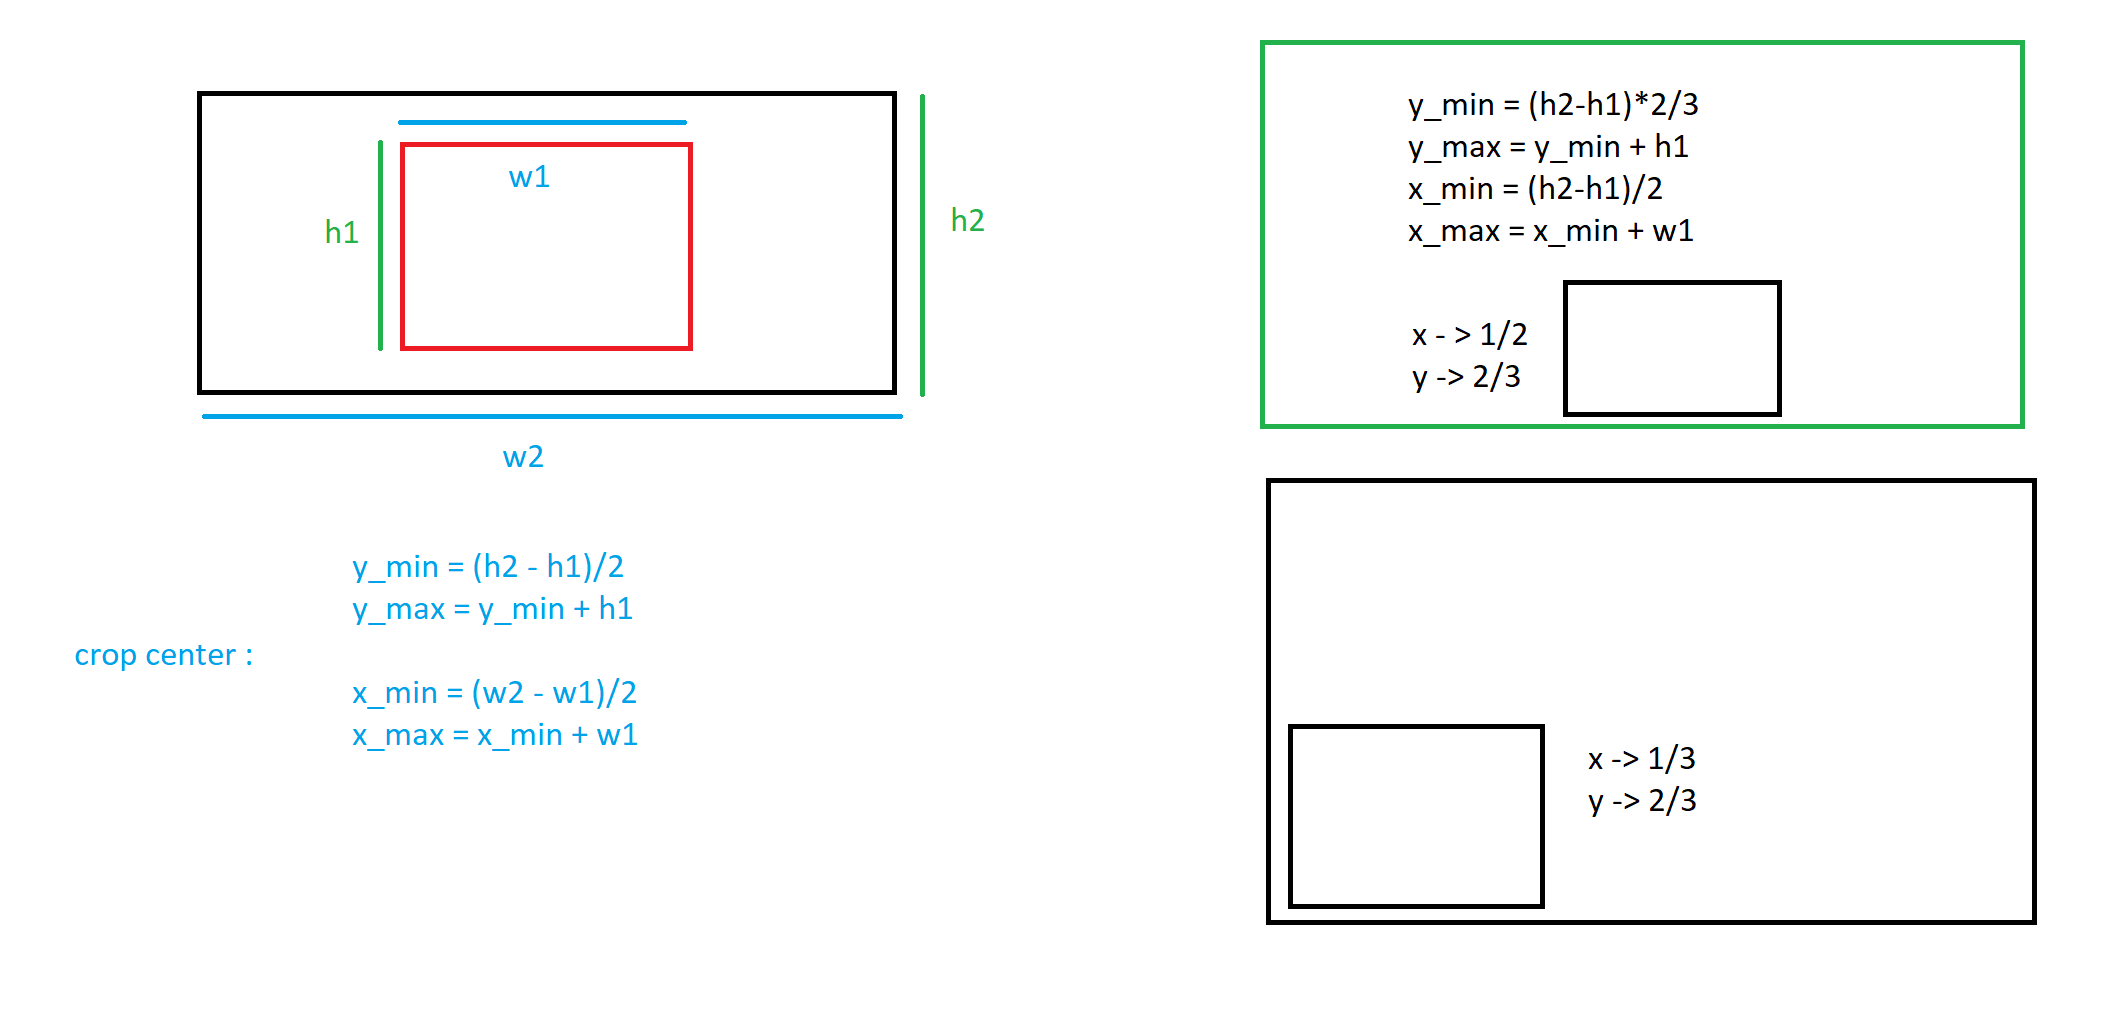 w1
h1
h2
w2
y_min = (h2 - h1)/2
y_max = y_min + h1
crop center :
x_min = (w2 - w1)/2
x_max = x_min + w1
y_min = (h2-h1)*2/3
y_max = y_min + h1
x_min = (h2-h1)/2
x_max = x_min + w1
x - > 1/2
y -> 2/3
x -> 1/3
y -> 2/3